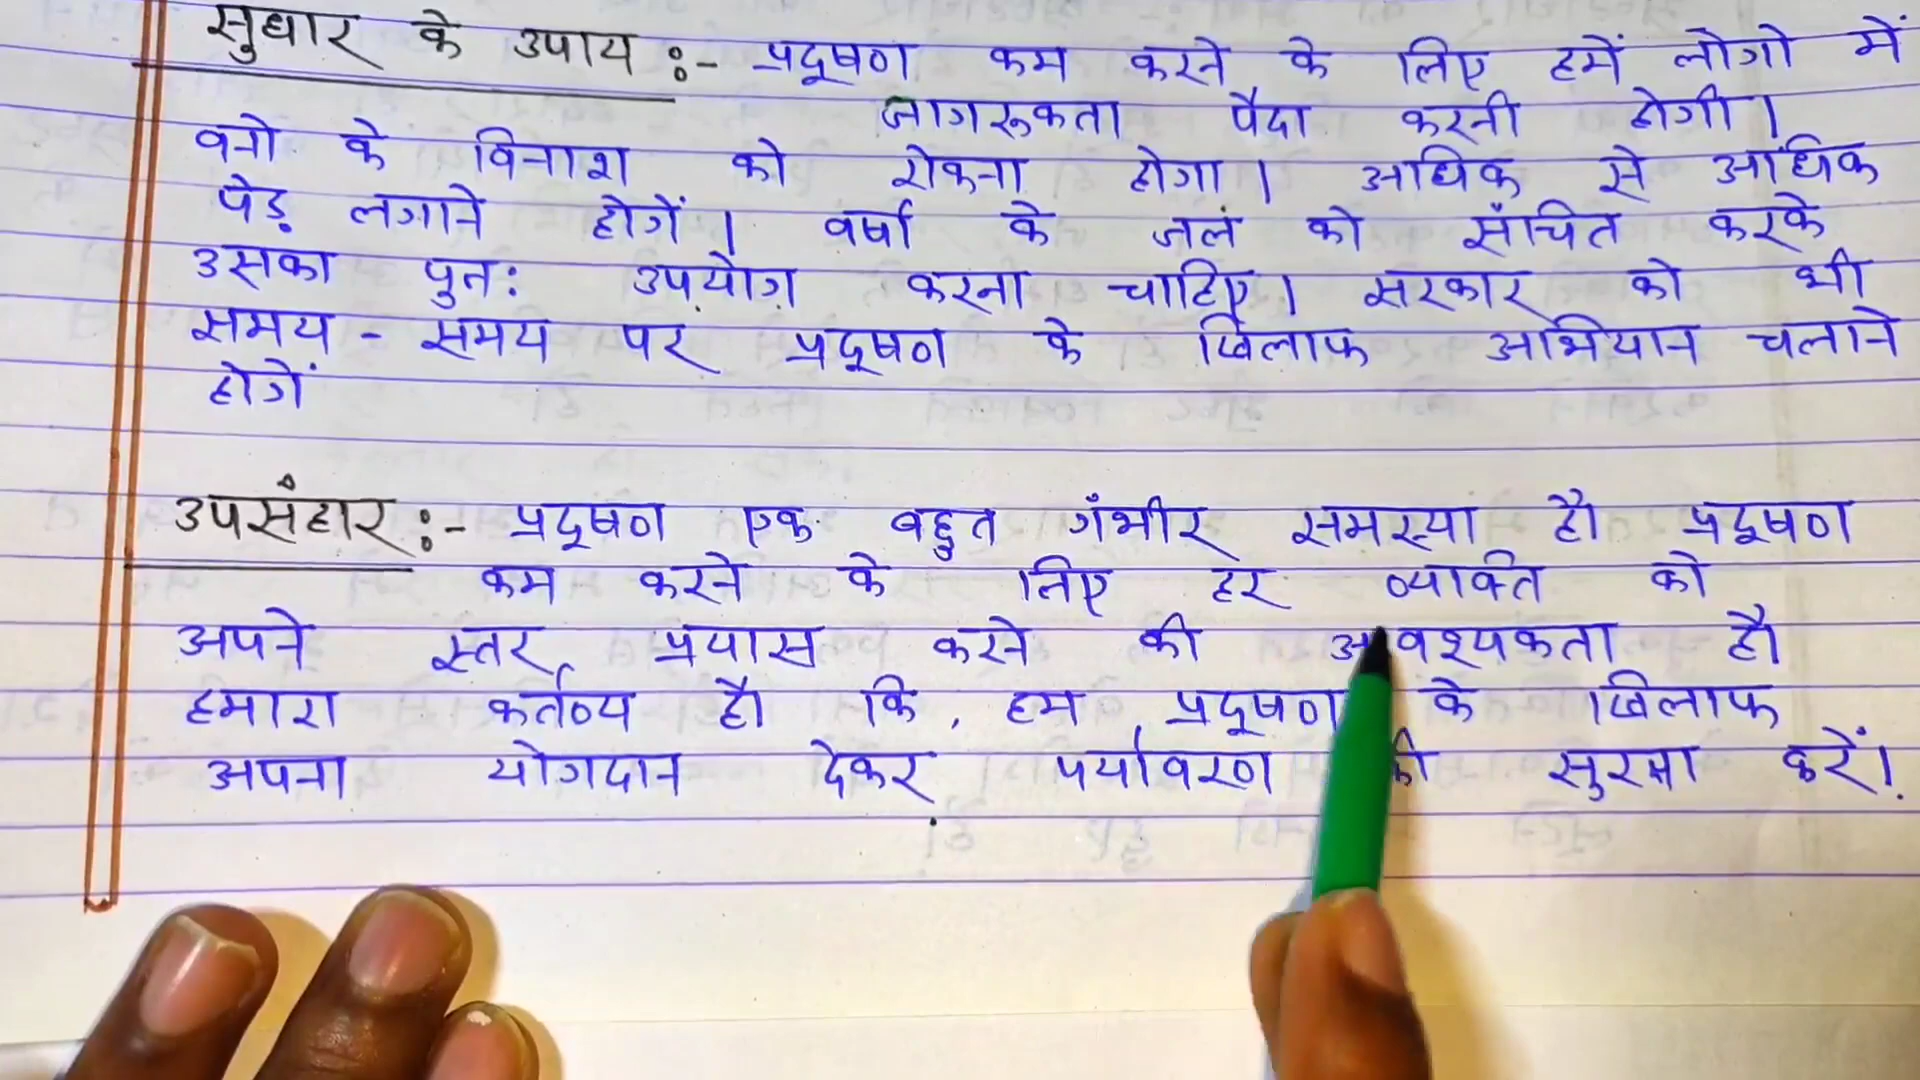 सुधार के उपाय :- प्रदूषण कम करने के लिए हमें लोगो में
जागरूकता पैदा करनी होगी।
वनो के विनाश को रोकना होगा। अधिक से अधिक
पेड़ लगाने होगें। वर्षा के जल को संचित करके
उसका पुनः उपयोग करना चाहिए। सरकार को भी
समय - समय पर प्रदूषण के खिलाफ अभियान चलाने
होगें
उपसंहार :- प्रदूषण एक बहुत गंभीर समस्या है। प्रदूषण
कम करने के लिए हर व्यक्ति को
अपने स्तर प्रयास करने की आवश्यकता है।
हमारा कर्तव्य है। कि, हम प्रदूषण के खिलाफ
अपना योगदान देकर पर्यावरण की सुरक्षा करें।